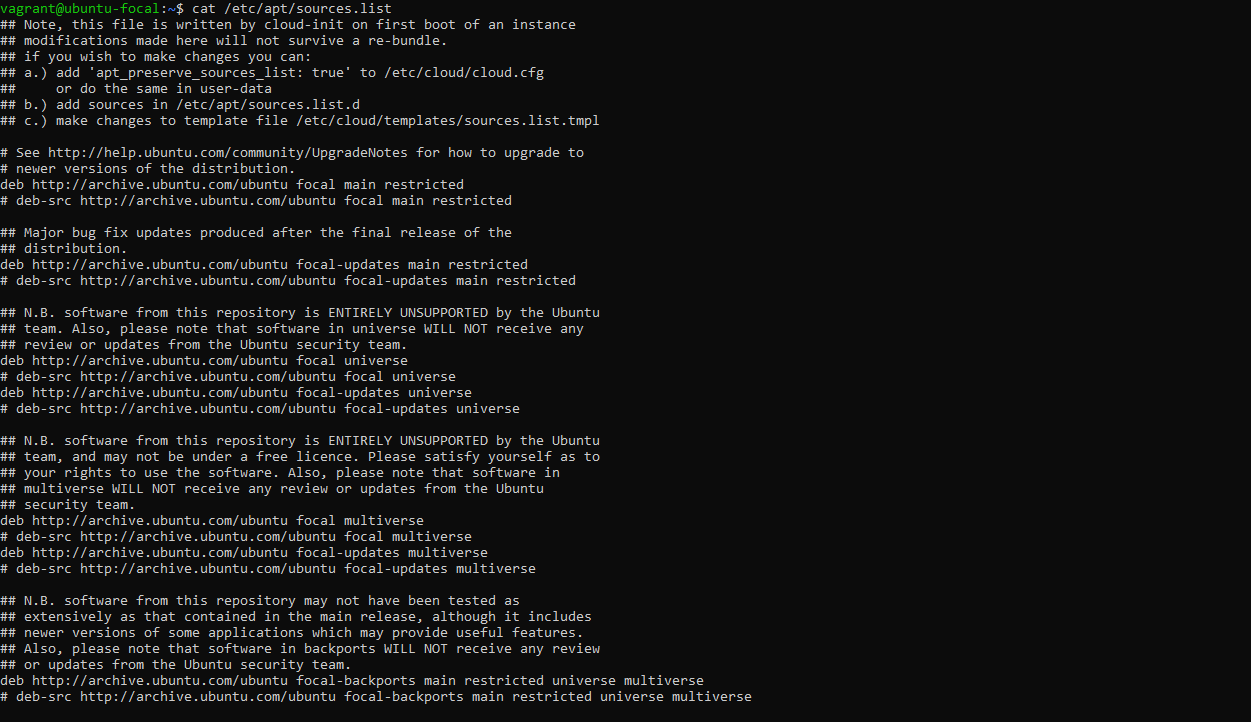 vagrant@ubuntu-focal:~$ cat /etc/apt/sources.list
## Note, this file is written by cloud-init on first boot of an instance
## modifications made here will not survive a re-bundle.
## if you wish to make changes you can:
## a.) add 'apt_preserve_sources_list: true' to /etc/cloud/cloud.cfg
##     or do the same in user-data
## b.) add sources in /etc/apt/sources.list.d
## c.) make changes to template file /etc/cloud/templates/sources.list.tmpl

# See http://help.ubuntu.com/community/UpgradeNotes for how to upgrade to
# newer versions of the distribution.
deb http://archive.ubuntu.com/ubuntu focal main restricted
# deb-src http://archive.ubuntu.com/ubuntu focal main restricted

## Major bug fix updates produced after the final release of the
## distribution.
deb http://archive.ubuntu.com/ubuntu focal-updates main restricted
# deb-src http://archive.ubuntu.com/ubuntu focal-updates main restricted

## N.B. software from this repository is ENTIRELY UNSUPPORTED by the Ubuntu
## team. Also, please note that software in universe WILL NOT receive any
## review or updates from the Ubuntu security team.
deb http://archive.ubuntu.com/ubuntu focal universe
# deb-src http://archive.ubuntu.com/ubuntu focal universe
deb http://archive.ubuntu.com/ubuntu focal-updates universe
# deb-src http://archive.ubuntu.com/ubuntu focal-updates universe

## N.B. software from this repository is ENTIRELY UNSUPPORTED by the Ubuntu
## team, and may not be under a free licence. Please satisfy yourself as to
## your rights to use the software. Also, please note that software in
## multiverse WILL NOT receive any review or updates from the Ubuntu
## security team.
deb http://archive.ubuntu.com/ubuntu focal multiverse
# deb-src http://archive.ubuntu.com/ubuntu focal multiverse
deb http://archive.ubuntu.com/ubuntu focal-updates multiverse
# deb-src http://archive.ubuntu.com/ubuntu focal-updates multiverse

## N.B. software from this repository may not have been tested as
## extensively as that contained in the main release, although it includes
## newer versions of some applications which may provide useful features.
## Also, please note that software in backports WILL NOT receive any review
## or updates from the Ubuntu security team.
deb http://archive.ubuntu.com/ubuntu focal-backports main restricted universe multiverse
# deb-src http://archive.ubuntu.com/ubuntu focal-backports main restricted universe multiverse